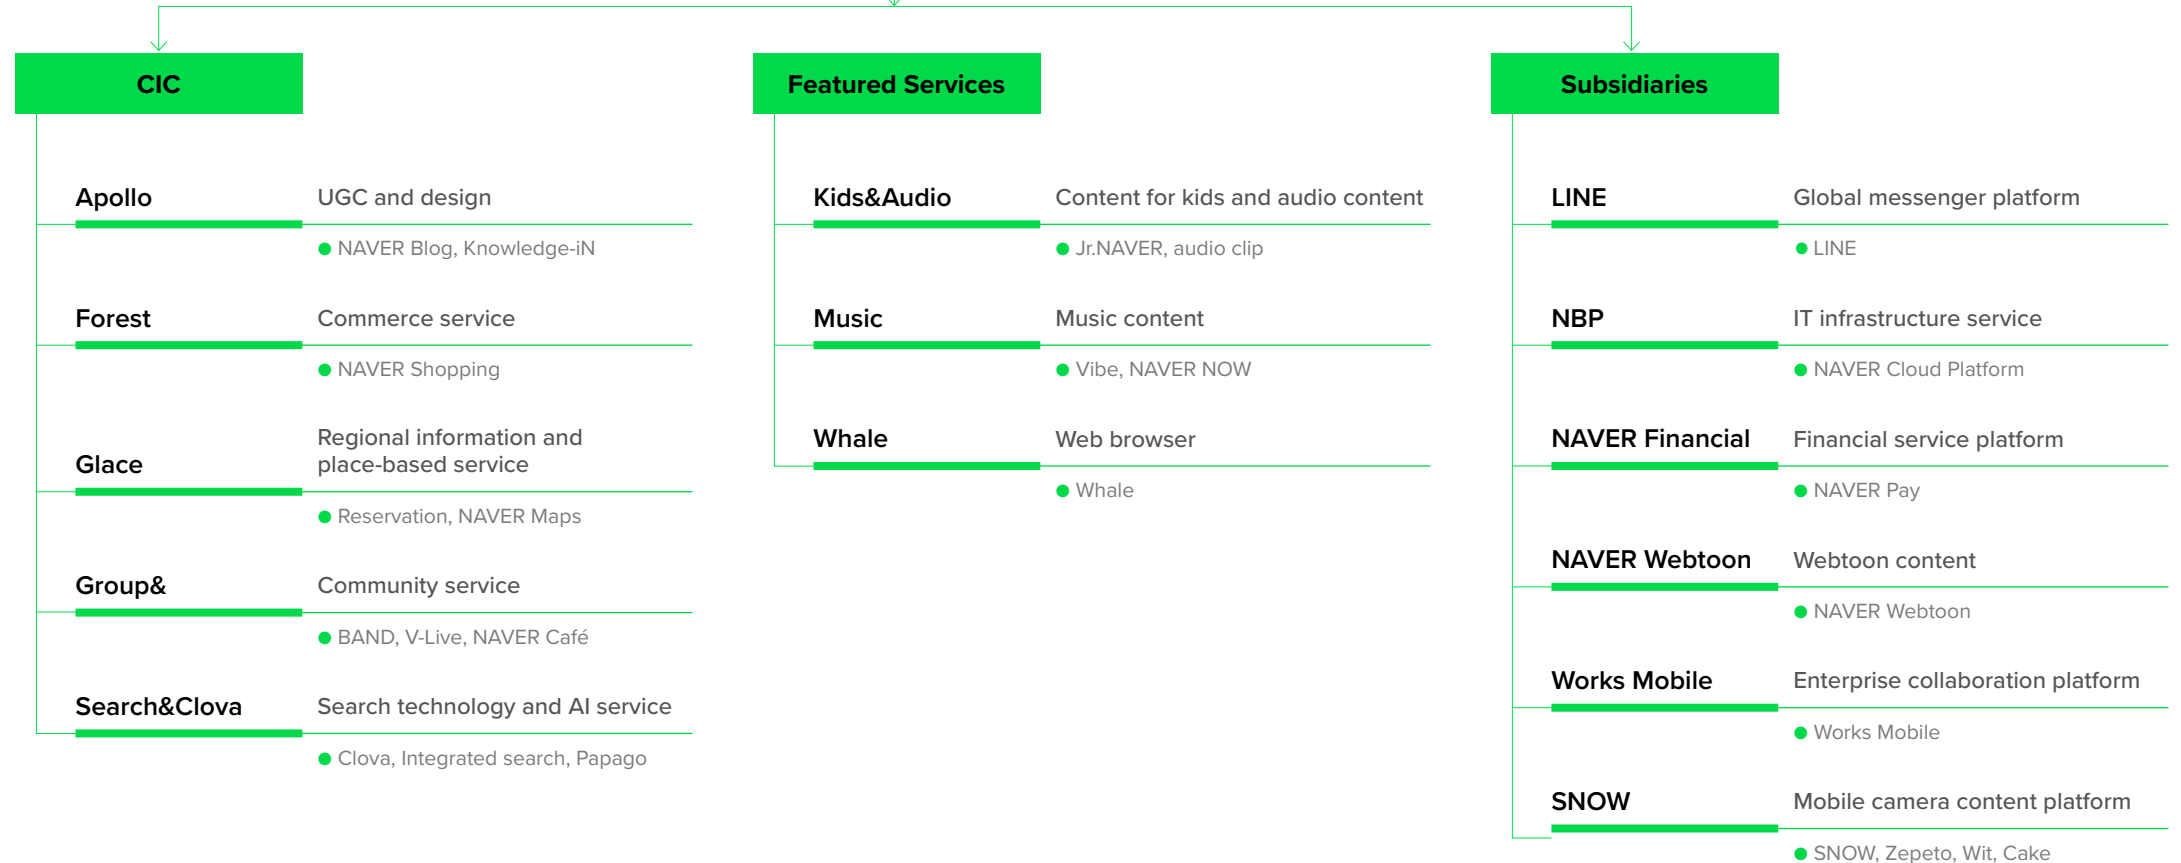 CIC
Apollo
UGC and design
NAVER Blog, Knowledge-iN
Forest
Commerce service
NAVER Shopping
Glace
Regional information and
place-based service
Reservation, NAVER Maps
Group&
Community service
BAND, V-Live, NAVER Café
Search&Clova
Search technology and AI service
Clova, Integrated search, Papago
Featured Services
Kids&Audio
Content for kids and audio content
Jr.NAVER, audio clip
Music
Music content
Vibe, NAVER NOW
Whale
Web browser
Whale
Subsidiaries
LINE
Global messenger platform
LINE
NBP
IT infrastructure service
NAVER Cloud Platform
NAVER Financial
Financial service platform
NAVER Pay
NAVER Webtoon
Webtoon content
NAVER Webtoon
Works Mobile
Enterprise collaboration platform
Works Mobile
SNOW
Mobile camera content platform
SNOW, Zepeto, Wit, Cake